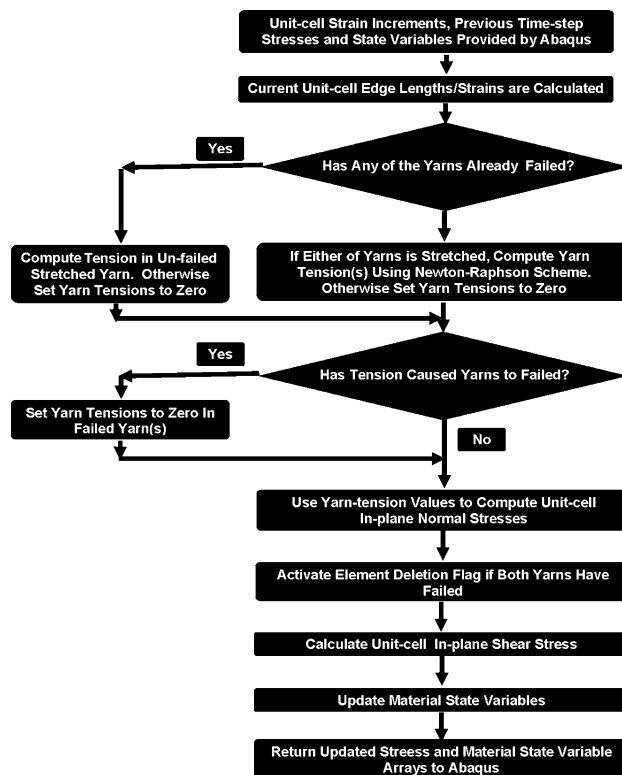 Unit-cell Strain Increments, Previous Time-step
Stresses and State Variables Provided by Abaqus
Current Unit-cell Edge Lengths/Strains are Calculated
Yes
Has Any of the Yarns Already Failed?
Compute Tension in Un-failed
Stretched Yarn. Otherwise
Set Yarn Tensions to Zero
If Either of Yarns is Stretched, Compute Yarn
Tension(s) Using Newton-Raphson Scheme.
Otherwise Set Yarn Tensions to Zero
Yes
Has Tension Caused Yarns to Failed?
Set Yarn Tensions to Zero In
Failed Yarn(s)
No
Use Yarn-tension Values to Compute Unit-cell
In-plane Normal Stresses
Activate Element Deletion Flag if Both Yarns Have
Failed
Calculate Unit-cell In-plane Shear Stress
Update Material State Variables
Return Updated Streess and Material State Variable
Arrays to Abaqus